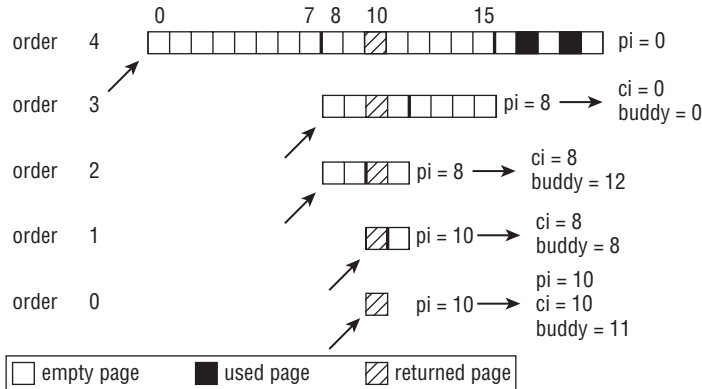 0 7 8 10 15
order 4 pi = 0
order 3 pi = 8 ci = 0
buddy = 0
order 2 pi = 8 ci = 8
buddy = 12
order 1 pi = 10 ci = 8
buddy = 8
order 0 pi = 10 pi = 10
ci = 10
buddy = 11
empty page used page returned page